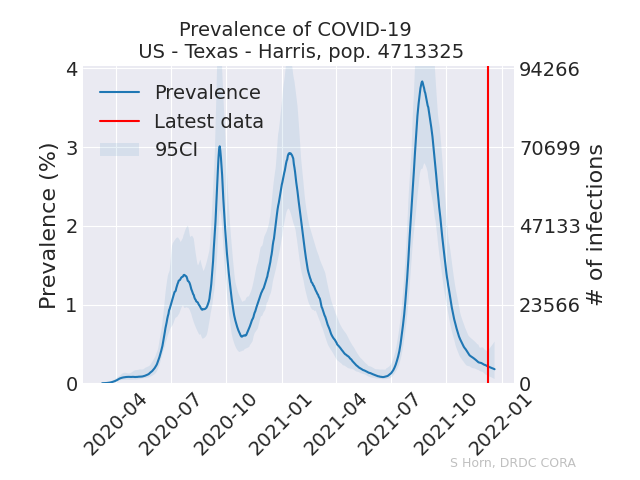 Prevalence of COVID-19
US - Texas - Harris, pop. 4713325
Prevalence (%)
4
3
2
1
0
Prevalence
Latest data
95CI
94266
70699
47133
23566
0
# of infections
2020-04
2020-07
2020-10
2021-01
2021-04
2021-07
2021-10
2022-01
S Horn, DRDC CORA